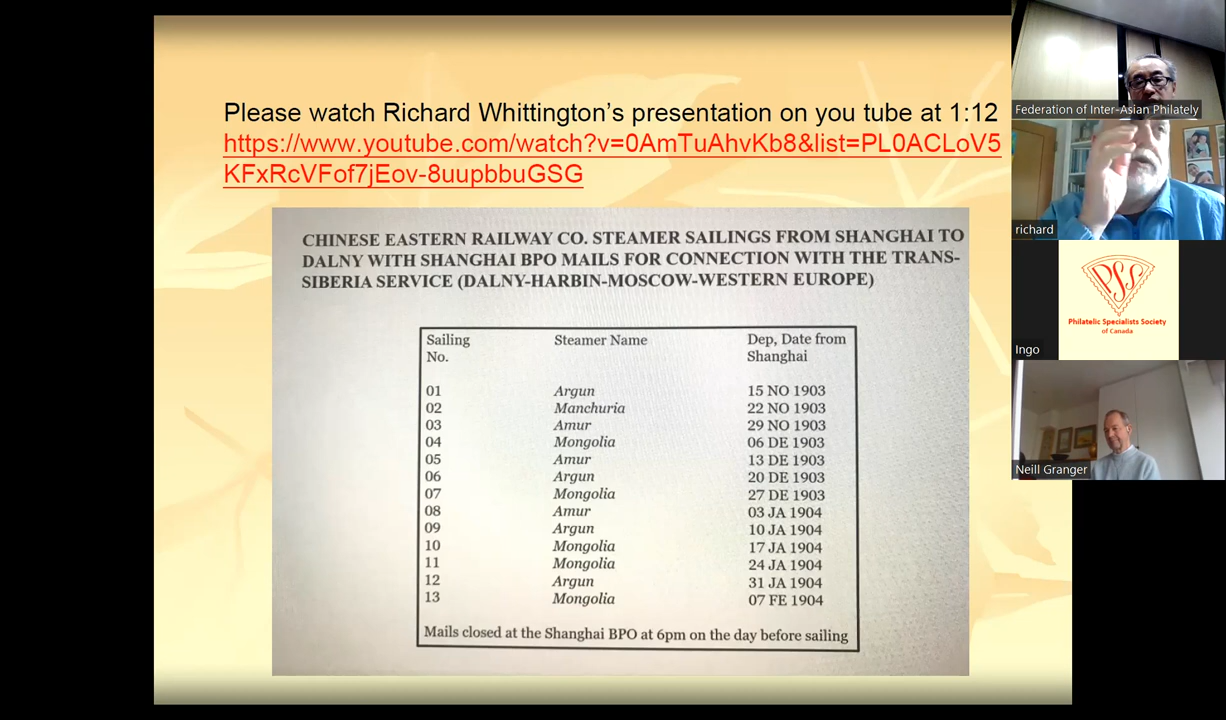 Please watch Richard Whittington's presentation on you tube at 1:12
https://www.youtube.com/watch?v=0AmTuAhvKb8&list=PL0ACLoV5
KFxRcVFof7jEov-8uupbbuGSG
CHINESE EASTERN RAILWAY CO. STEAMER SAILINGS FROM SHANGHAI TO
DALNY WITH SHANGHAI BPO MAILS FOR CONNECTION WITH THE TRANS-
SIBERIA SERVICE (DALNY-HARBIN-MOSCOW-WESTERN EUROPE)
Sailing No. Steamer Name Dep, Date from Shanghai
01 Argun 15 NO 1903
02 Manchuria 22 NO 1903
03 Amur 29 NO 1903
04 Mongolia 06 DE 1903
05 Amur 13 DE 1903
06 Argun 20 DE 1903
07 Mongolia 27 DE 1903
08 Amur 03 JA 1904
09 Argun 10 JA 1904
10 Mongolia 17 JA 1904
11 Mongolia 24 JA 1904
12 Argun 31 JA 1904
13 Mongolia 07 FE 1904
Mails closed at the Shanghai BPO at 6pm on the day before sailing
Federation of Inter-Asian Philately
richard
PSS
Philatelic Specialists Society
of Canada
Ingo
Neill Granger